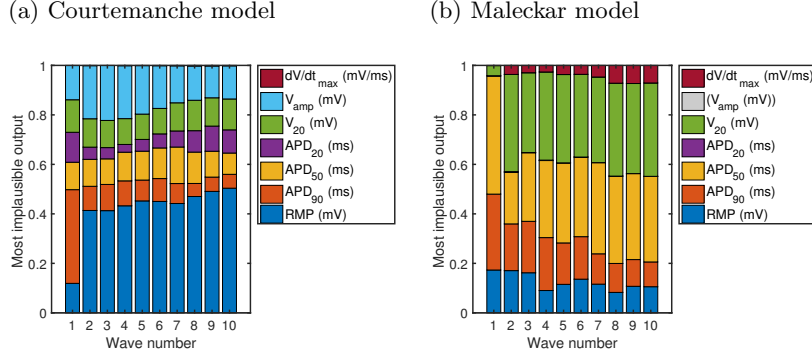 (a) Courtemanche model
(b) Maleckar model
Most implausible output
1
0.8
0.6
0.4
0.2
0
1 2 3 4 5 6 7 8 9 10
Wave number
dV/dt_max (mV/ms)
V_amp (mV)
V_20 (mV)
APD_20 (ms)
APD_50 (ms)
APD_90 (ms)
RMP (mV)
Most implausible output
1
0.8
0.6
0.4
0.2
0
1 2 3 4 5 6 7 8 9 10
Wave number
dV/dt_max (mV/ms)
(V_amp (mV))
V_20 (mV)
APD_20 (ms)
APD_50 (ms)
APD_90 (ms)
RMP (mV)